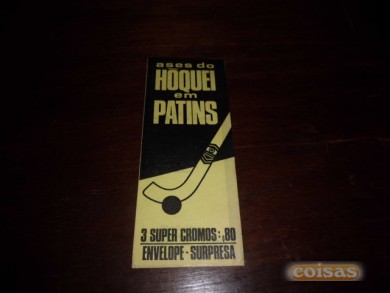 ases do
HÓQUEI
em
PATINS
3 SUPER CROMOS:,80
ENVELOPE-SURPRESA
coisas